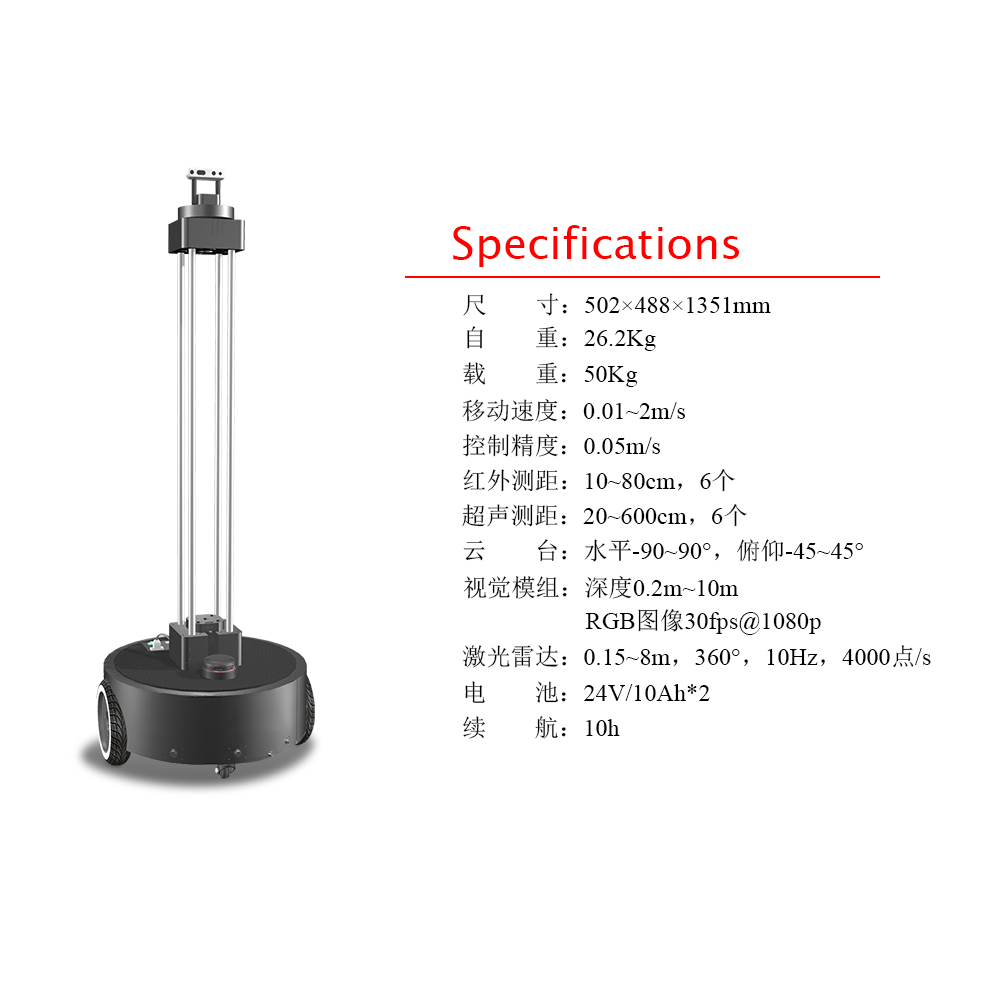 Specifications
尺 寸：502×488×1351mm
自 重：26.2Kg
载 重：50Kg
移动速度：0.01~2m/s
控制精度：0.05m/s
红外测距：10~80cm，6个
超声测距：20~600cm，6个
云 台：水平-90~90°，俯仰-45~45°
视觉模组：深度0.2m~10m
RGB图像30fps@1080p
激光雷达：0.15~8m，360°，10Hz，4000点/s
电 池：24V/10Ah*2
续 航：10h